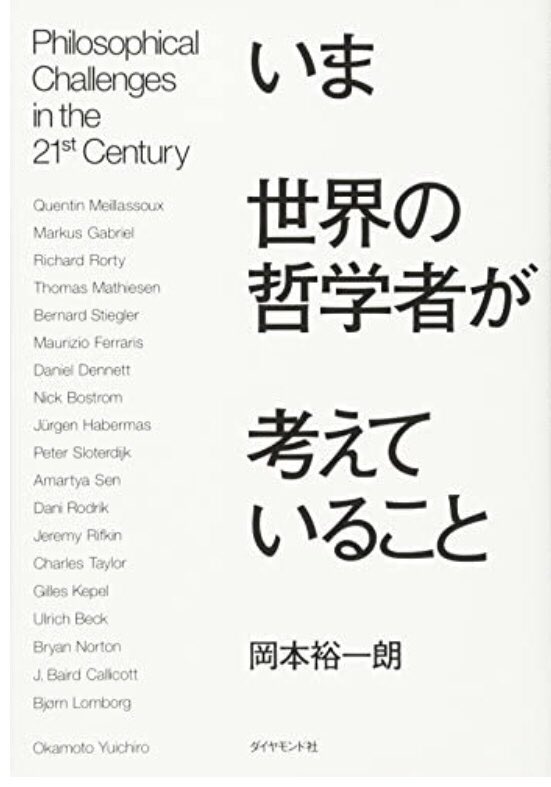 Philosophical
Challenges
in the
21st Century
Quentin Meillassoux
Markus Gabriel
Richard Rorty
Thomas Mathiesen
Bernard Stiegler
Maurizio Ferraris
Daniel Dennett
Nick Bostrom
Jürgen Habermas
Peter Sloterdijk
Amartya Sen
Dani Rodrik
Jeremy Rifkin
Charles Taylor
Gilles Kepel
Ulrich Beck
Bryan Norton
J. Baird Callicott
Bjørn Lomborg
Okamoto Yuichiro
いま
世界の
哲学者が
考えて
いること
岡本裕一朗
ダイヤモンド社